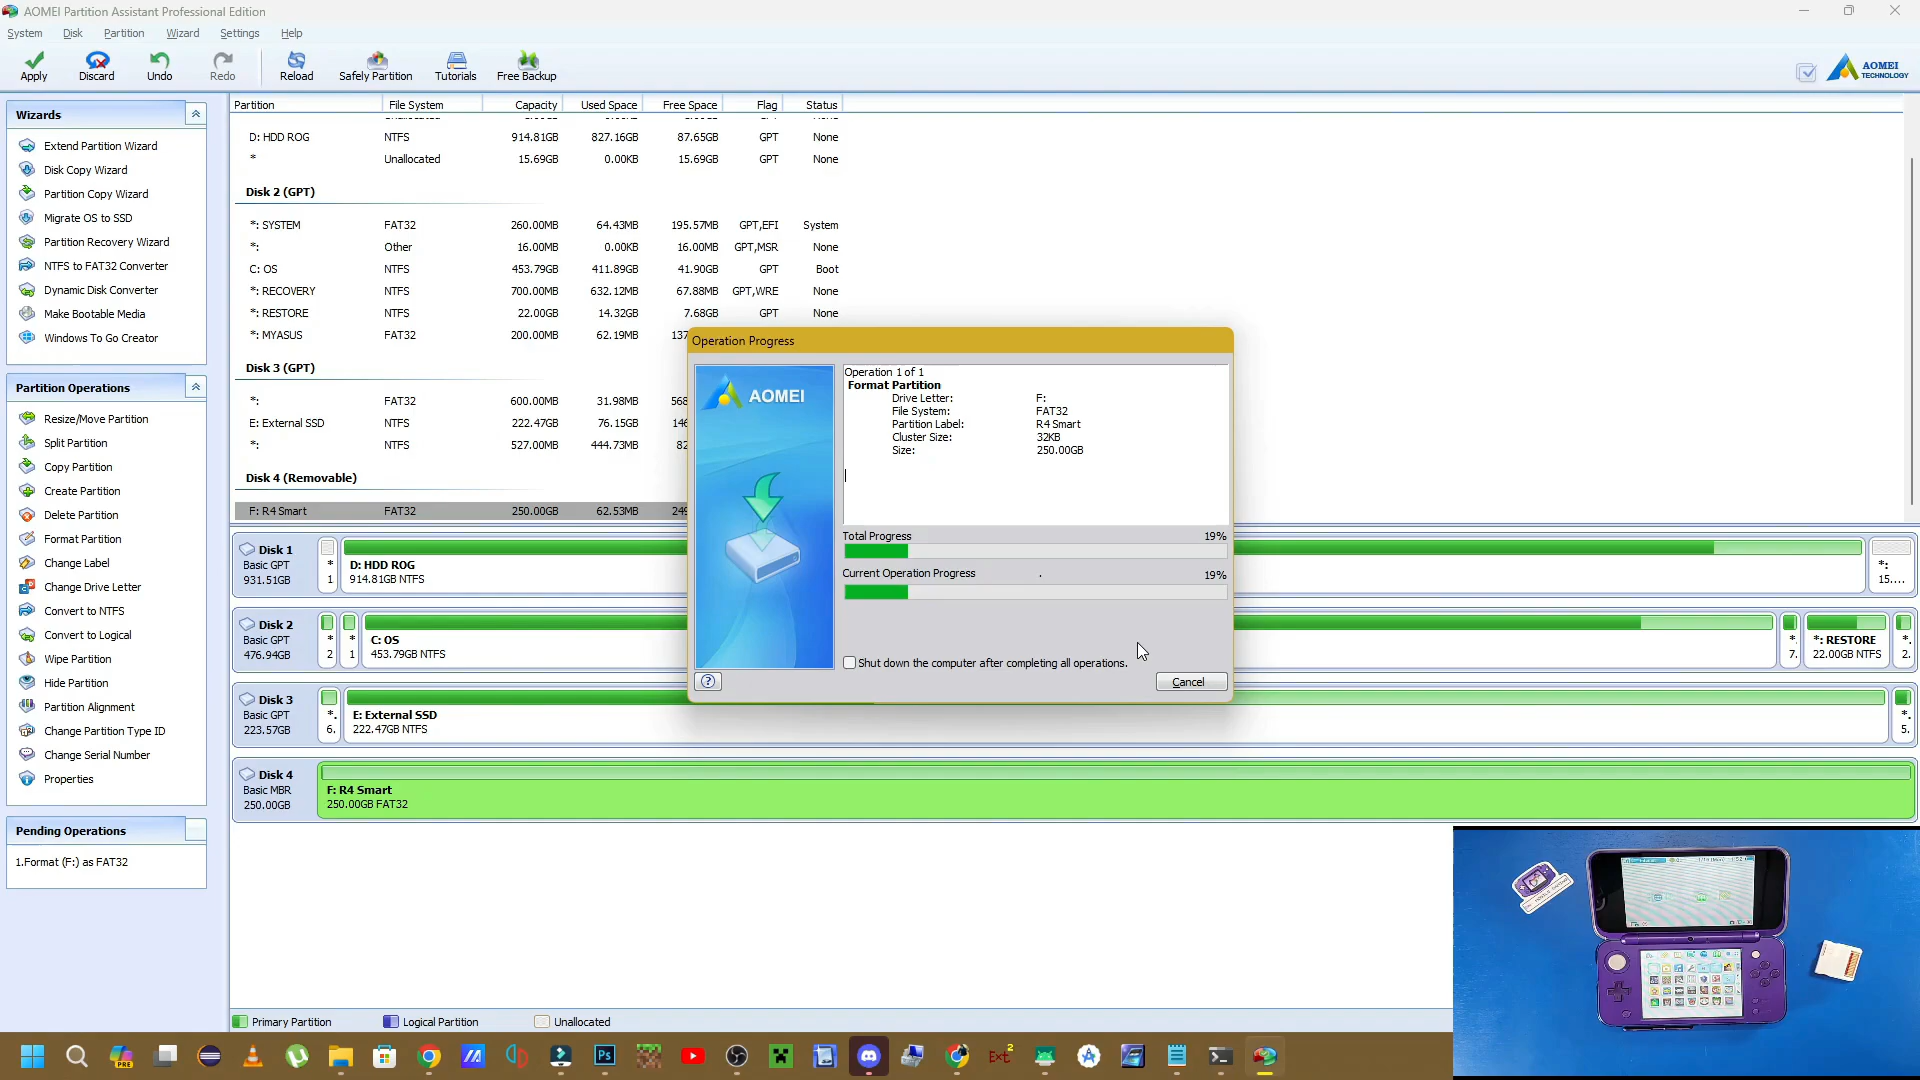 AOMEI Partition Assistant Professional Edition
System Disk Partition Wizard Settings Help
Apply Discard Undo Redo Reload Safely Partition Tutorials Free Backup
AOMEI
TECHNOLOGY
Wizards
Extend Partition Wizard
Disk Copy Wizard
Partition Copy Wizard
Migrate OS to SSD
Partition Recovery Wizard
NTFS to FAT32 Converter
Dynamic Disk Converter
Make Bootable Media
Windows To Go Creator
Partition Operations
Resize/Move Partition
Split Partition
Copy Partition
Create Partition
Delete Partition
Format Partition
Change Label
Change Drive Letter
Convert to NTFS
Convert to Logical
Wipe Partition
Hide Partition
Partition Alignment
Change Partition Type ID
Change Serial Number
Properties
Pending Operations
1.Format (F:) as FAT32
Partition File System Capacity Used Space Free Space Flag Status
D: HDD ROG NTFS 914.81GB 827.16GB 87.65GB GPT None
* Unallocated 15.69GB 0.00KB 15.69GB GPT None
Disk 2 (GPT)
*: SYSTEM FAT32 260.00MB 64.43MB 195.57MB GPT,EFI System
*: Other 16.00MB 0.00KB 16.00MB GPT,MSR None
C: OS NTFS 453.79GB 411.89GB 41.90GB GPT Boot
*: RECOVERY NTFS 700.00MB 632.12MB 67.88MB GPT,WRE None
*: RESTORE NTFS 22.00GB 14.32GB 7.68GB GPT None
*: MYASUS FAT32 200.00MB 62.19MB 137
Disk 3 (GPT)
*: FAT32 600.00MB 31.98MB 568
E: External SSD NTFS 222.47GB 76.15GB 146
*: NTFS 527.00MB 444.73MB 82
Disk 4 (Removable)
F: R4 Smart FAT32 250.00GB 62.53MB 249
Operation Progress
AOMEI
Operation 1 of 1
Format Partition
Drive Letter: F:
File System: FAT32
Partition Label: R4 Smart
Cluster Size: 32KB
Size: 250.00GB
Total Progress 19%
Current Operation Progress . 19%
Shut down the computer after completing all operations.
? Cancel
Disk 1
Basic GPT
931.51GB
*
1
D: HDD ROG
914.81GB NTFS
*:
15....
Disk 2
Basic GPT
476.94GB
*
2
*
1
C: OS
453.79GB NTFS
*
7.
*: RESTORE
22.00GB NTFS
*.
2.
Disk 3
Basic GPT
223.57GB
*.
6.
E: External SSD
222.47GB NTFS
*.
5.
Disk 4
Basic MBR
250.00GB
F: R4 Smart
250.00GB FAT32
Primary Partition Logical Partition Unallocated
PRE
Ps
Ext2